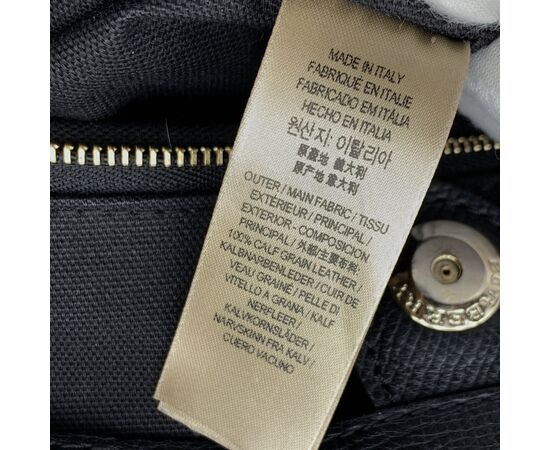 MADE IN ITALY
FABRIQUÉ EN ITALIE
FABRICADO EM ITÁLIA
HECHO EN ITALIA
원산지: 이탈리아
原產地 義大利
原产地 意大利
OUTER / MAIN FABRIC / TISSU
EXTÉRIEUR / PRINCIPAL /
EXTERIOR - COMPOSICION
PRINCIPAL / 外部/主要布料
100% CALF GRAIN LEATHER /
KALBNARBENLEDER / CUIR DE
VEAU GRAINÉ / PELLE DI
VITELLO A GRANA / KALF
NERFLEER /
KALVKORNSLÄDER /
NARVSKINN FRA KALV /
CUERO VACUNO
BURBERRY